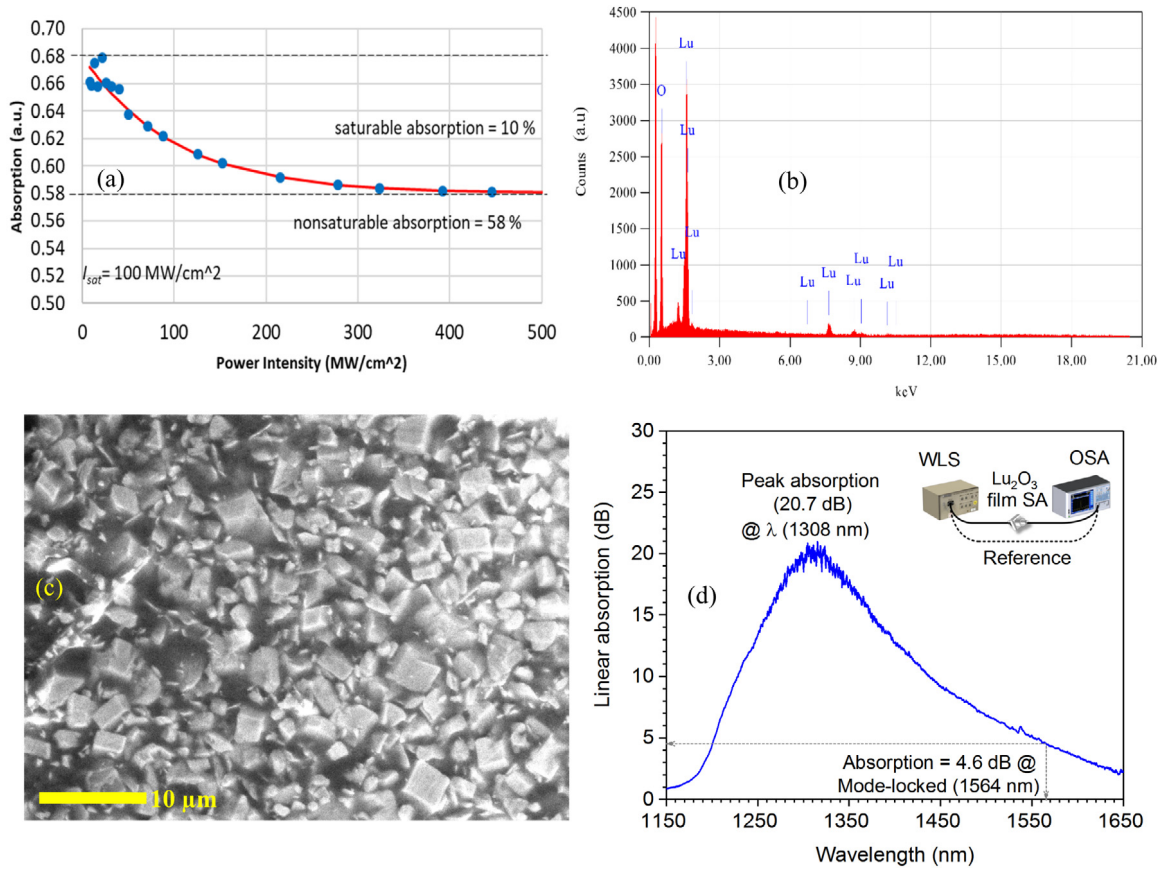 0.70
0.68
0.66
0.64
0.62
0.60
0.58
0.56
0.54
0.52
0.50
Absorption (a.u.)
saturable absorption = 10 %
(a)
nonsaturable absorption = 58 %
Isat= 100 MW/cm^2
0 100 200 300 400 500
Power Intensity (MW/cm^2)
4500
4000
3500
3000
2500
2000
1500
1000
500
0
Counts (a.u)
Lu
O
Lu
Lu
Lu
(b)
Lu Lu Lu Lu Lu Lu
0,00 3,00 6,00 9,00 12,00 15,00 18,00 21,00
keV
(c)
10 µm
30
25
20
15
10
5
0
Linear absorption (dB)
Peak absorption
(20.7 dB)
@ λ (1308 nm)
WLS OSA
Lu2O3
film SA
Reference
(d)
Absorption = 4.6 dB @
Mode-locked (1564 nm)
1150 1250 1350 1450 1550 1650
Wavelength (nm)